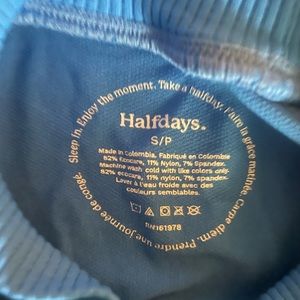 Sleep in. Enjoy the moment. Take a halfday. Faire la grâce matinée. Carpe diem. Prendre une journée de congé.
Halfdays.
S/P
Made in Colombia. Fabriqué en Colombie
82% Ecocare, 11% Nylon, 7% Spandex.
Machine wash cold with like colors only.
82% ecocare, 11% nylon, 7% spandex.
Laver à l'eau froide avec des
couleurs semblables.